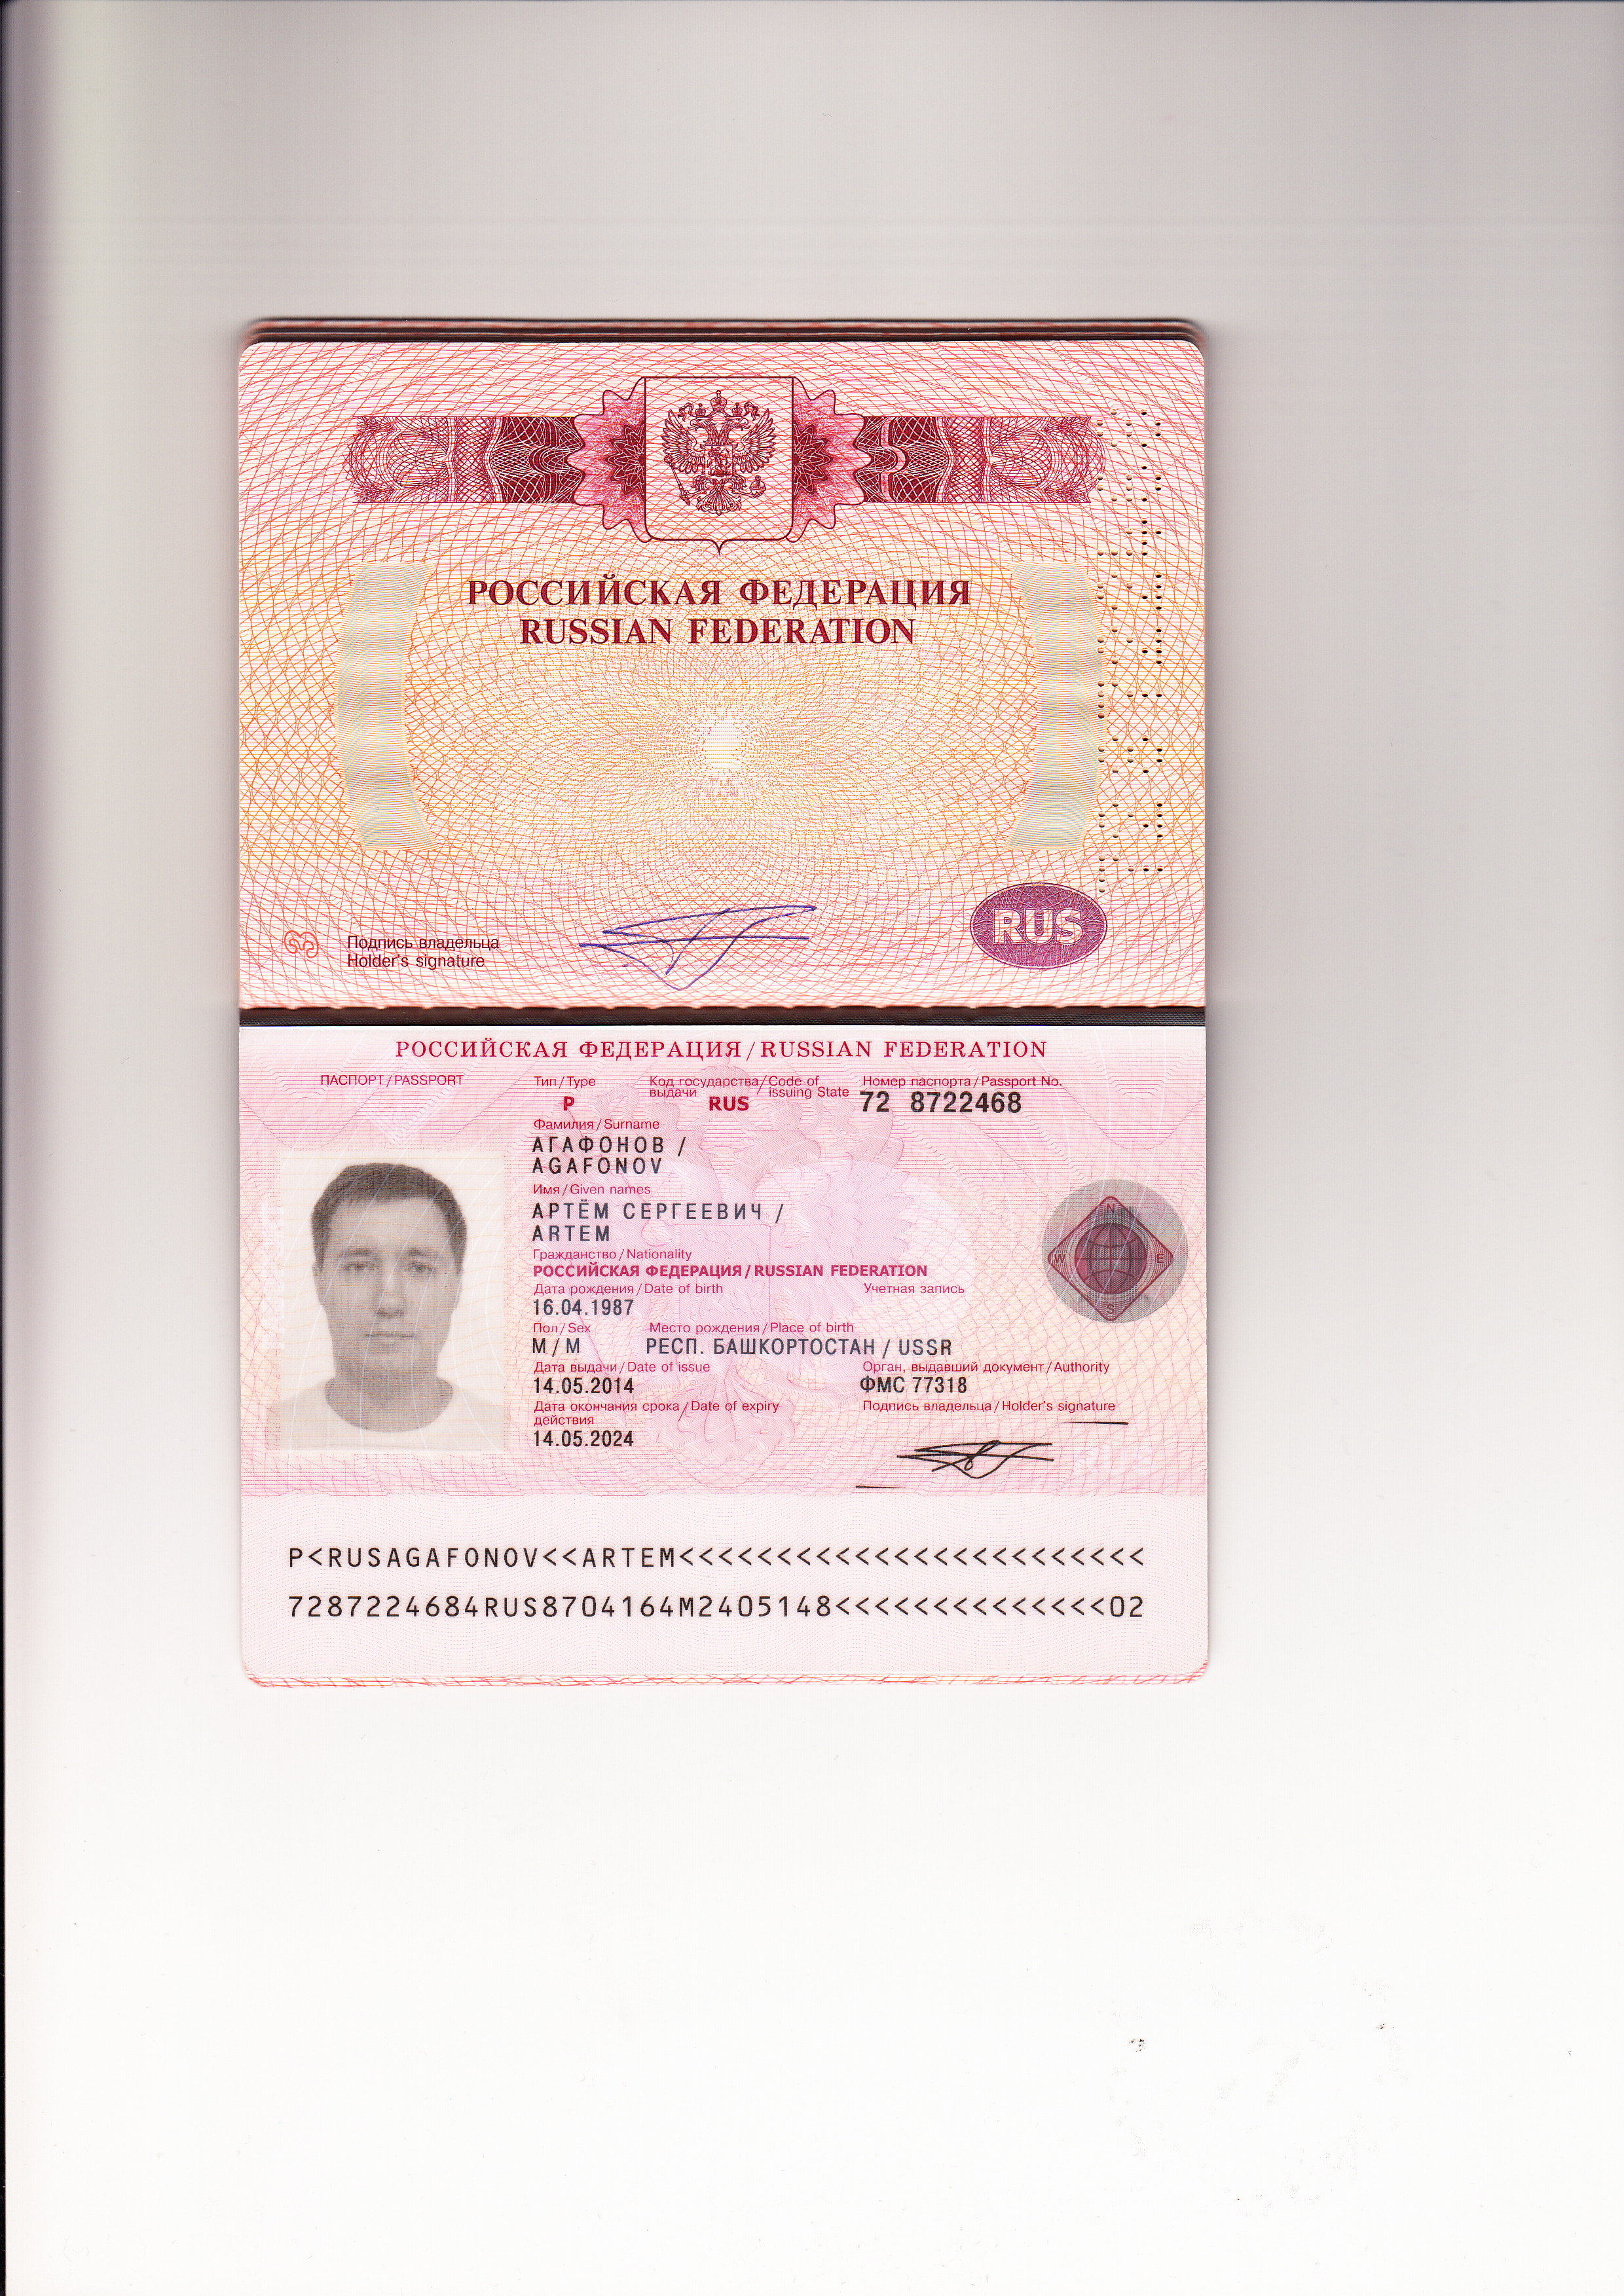 РОССИЙСКАЯ ФЕДЕРАЦИЯ
RUSSIAN FEDERATION
RUS
Подпись владельца
Holder's signature
РОССИЙСКАЯ ФЕДЕРАЦИЯ / RUSSIAN FEDERATION
ПАСПОРТ / PASSPORT
Тип / Type
Код государства / Code of
выдачи / issuing State
Номер паспорта / Passport No.
P
RUS
72 8722468
Фамилия / Surname
АГАФОНОВ /
AGAFONOV
Имя / Given names
АРТЁМ СЕРГЕЕВИЧ /
ARTEM
Гражданство / Nationality
РОССИЙСКАЯ ФЕДЕРАЦИЯ / RUSSIAN FEDERATION
Дата рождения / Date of birth
Учетная запись
16.04.1987
Пол / Sex
Место рождения / Place of birth
М / M
РЕСП. БАШКОРТОСТАН / USSR
Дата выдачи / Date of issue
Орган, выдавший документ / Authority
14.05.2014
ФМС 77318
Дата окончания срока / Date of expiry
действия
Подпись владельца / Holder's signature
14.05.2024
N
W
E
S
P<RUSAGAFONOV<<ARTEM<<<<<<<<<<<<<<<<<<<<<<<<
7287224684RUS8704164M2405148<<<<<<<<<<<<<<02